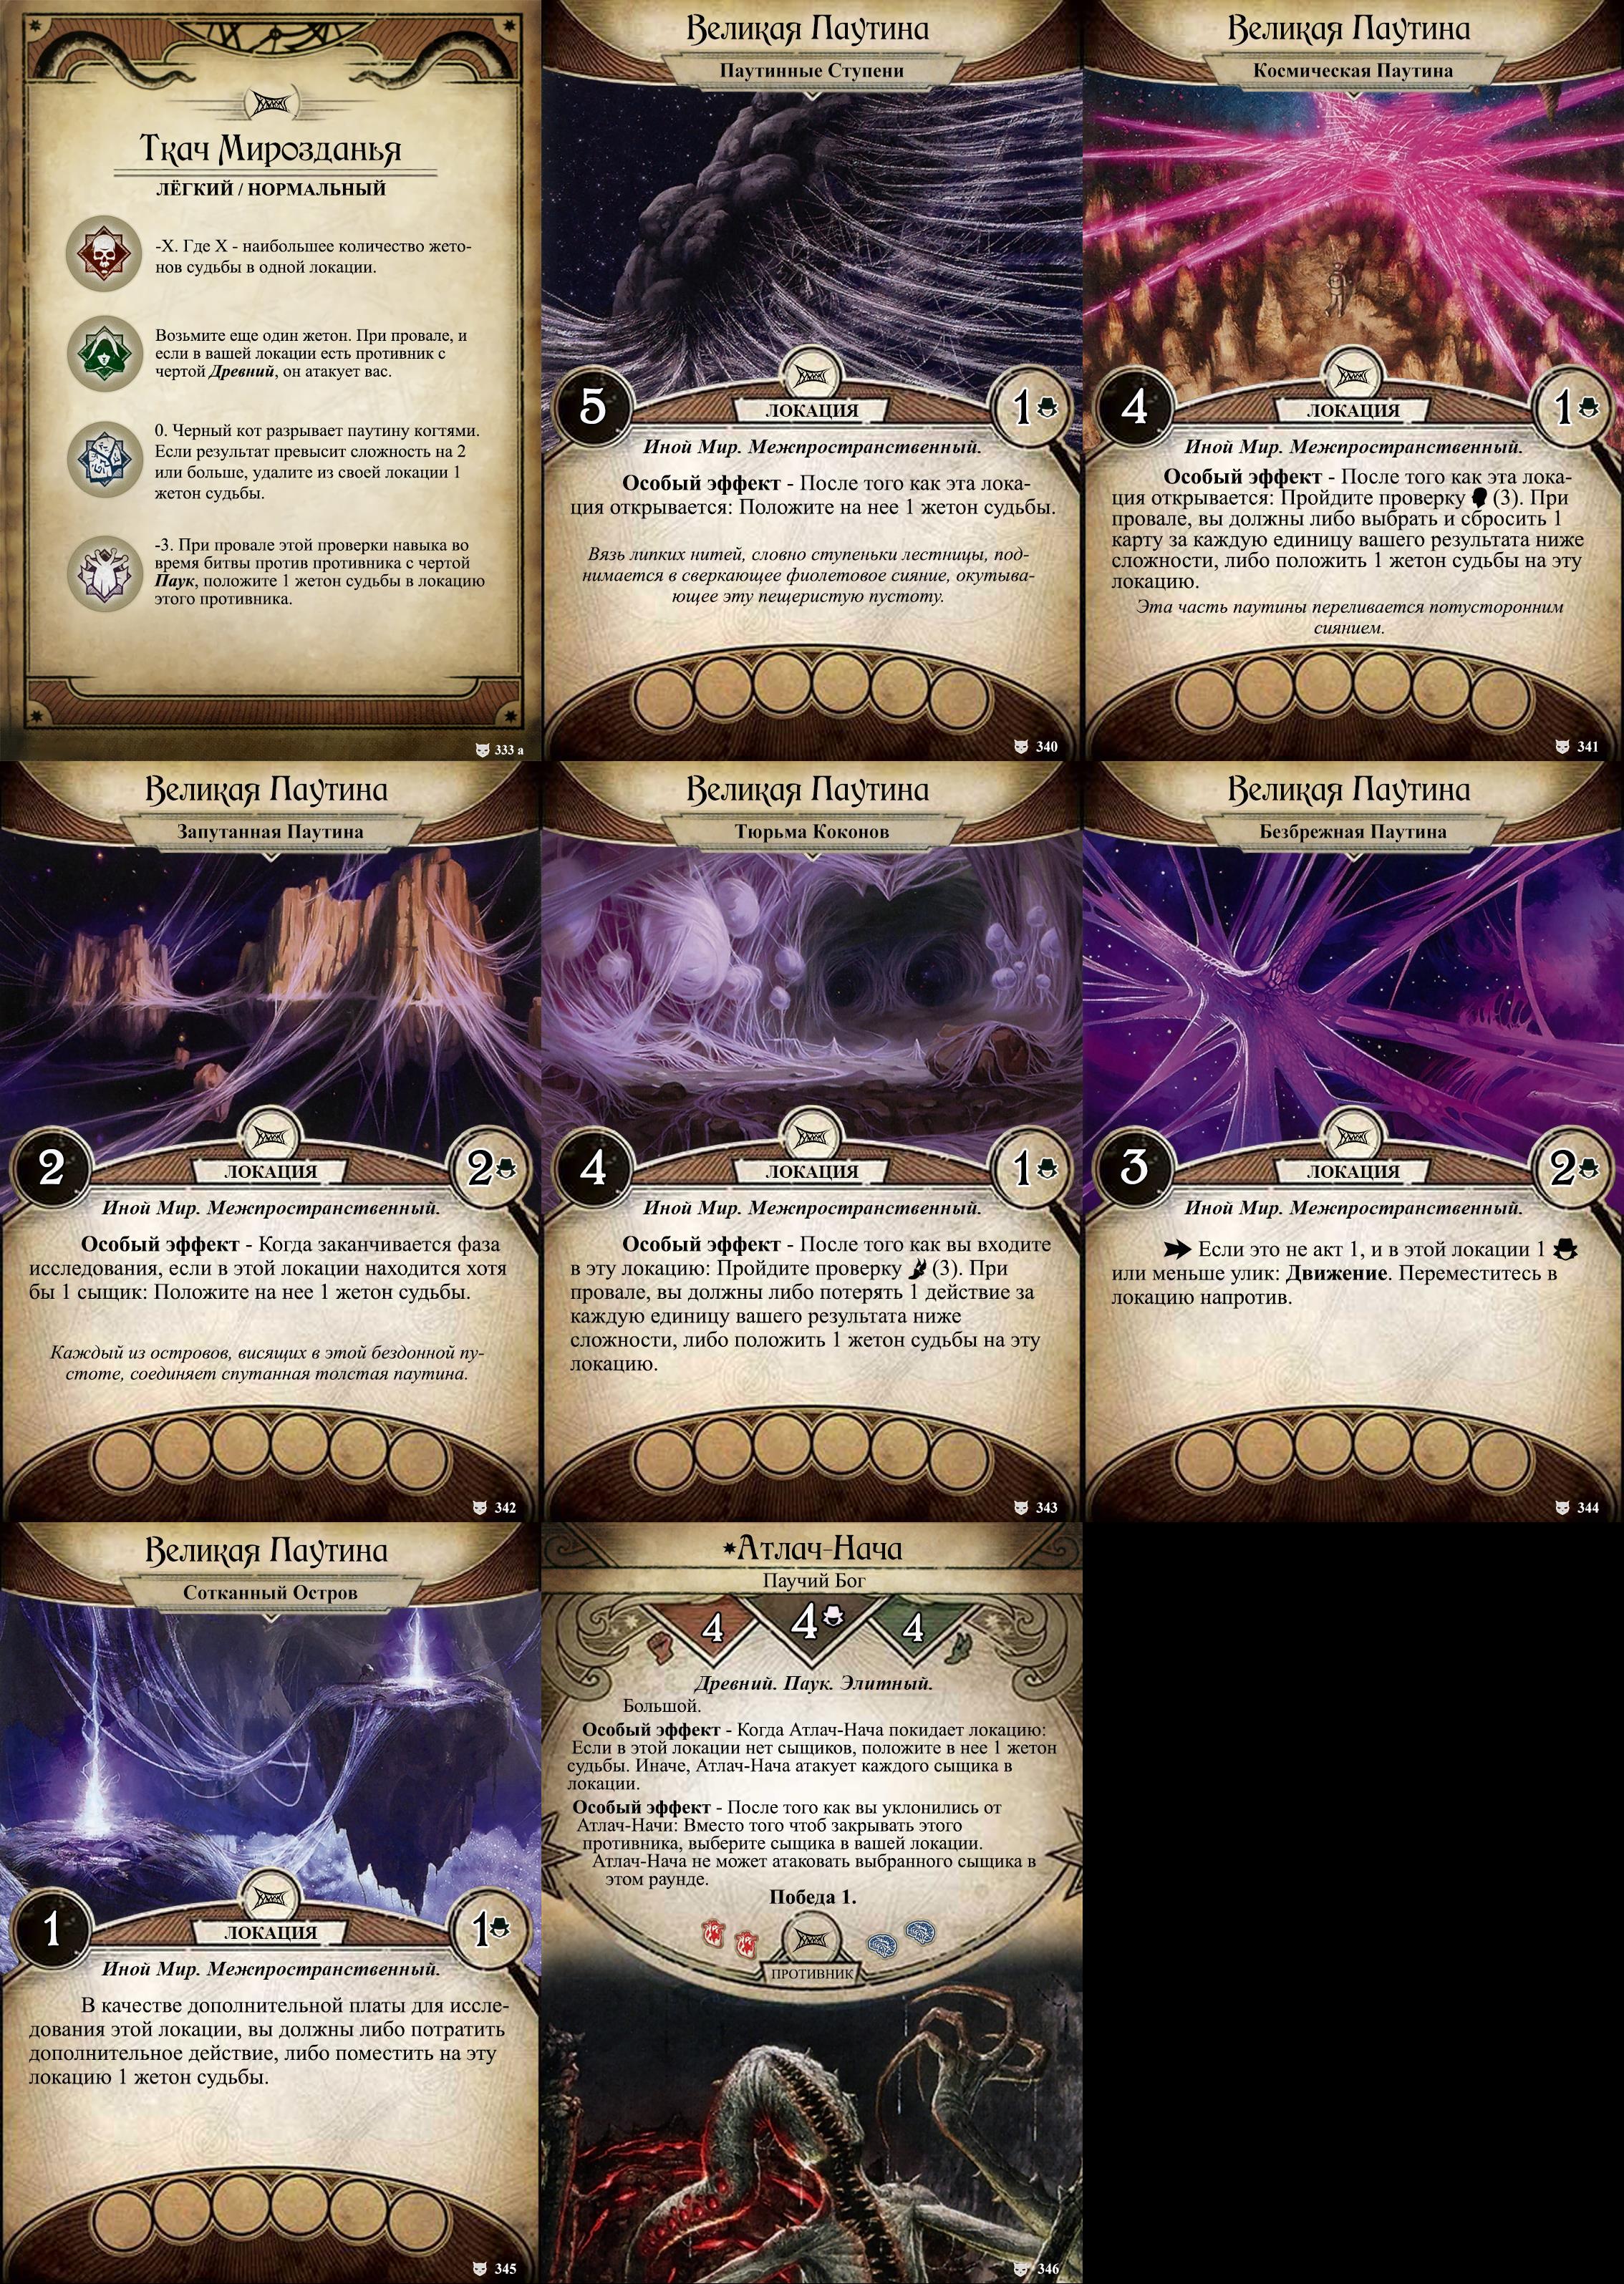 Ткач Мирозданья
ЛЁГКИЙ / НОРМАЛЬНЫЙ
-X. Где X - наибольшее количество жето-
нов судьбы в одной локации.
Возьмите еще один жетон. При провале, и
если в вашей локации есть противник с
чертой Древний, он атакует вас.
0. Черный кот разрывает паутину когтями.
Если результат превысит сложность на 2
или больше, удалите из своей локации 1
жетон судьбы.
-3. При провале этой проверки навыка во
время битвы против противника с чертой
Паук, положите 1 жетон судьбы в локацию
этого противника.
333 a
Великая Паутина
Паутинные Ступени
5
1
ЛОКАЦИЯ
Иной Мир. Межпространственный.
Особый эффект - После того как эта лока-
ция открывается: Положите на нее 1 жетон судьбы.
Вязь липких нитей, словно ступеньки лестницы, под-
нимается в сверкающее фиолетовое сияние, окутыва-
ющее эту пещеристую пустоту.
340
Великая Паутина
Космическая Паутина
4
1
ЛОКАЦИЯ
Иной Мир. Межпространственный.
Особый эффект - После того как эта лока-
ция открывается: Пройдите проверку (3). При
провале, вы должны либо выбрать и сбросить 1
карту за каждую единицу вашего результата ниже
сложности, либо положить 1 жетон судьбы на эту
локацию.
Эта часть паутины переливается потусторонним
сиянием.
341
Великая Паутина
Запутанная Паутина
2
2
ЛОКАЦИЯ
Иной Мир. Межпространственный.
Особый эффект - Когда заканчивается фаза
исследования, если в этой локации находится хотя
бы 1 сыщик: Положите на нее 1 жетон судьбы.
Каждый из островов, висящих в этой бездонной пу-
стоте, соединяет спутанная толстая паутина.
342
Великая Паутина
Тюрьма Коконов
4
1
ЛОКАЦИЯ
Иной Мир. Межпространственный.
Особый эффект - После того как вы входите
в эту локацию: Пройдите проверку (3). При
провале, вы должны либо потерять 1 действие за
каждую единицу вашего результата ниже
сложности, либо положить 1 жетон судьбы на эту
локацию.
343
Великая Паутина
Безбрежная Паутина
3
2
ЛОКАЦИЯ
Иной Мир. Межпространственный.
Если это не акт 1, и в этой локации 1
или меньше улик: Движение. Переместитесь в
локацию напротив.
344
Великая Паутина
Сотканный Остров
1
1
ЛОКАЦИЯ
Иной Мир. Межпространственный.
В качестве дополнительной платы для иссле-
дования этой локации, вы должны либо потратить
дополнительное действие, либо поместить на эту
локацию 1 жетон судьбы.
345
Атлач-Нача
Паучий Бог
4
4
4
Древний. Паук. Элитный.
Большой.
Особый эффект - Когда Атлач-Нача покидает локацию:
Если в этой локации нет сыщиков, положите в нее 1 жетон
судьбы. Иначе, Атлач-Нача атакует каждого сыщика в
локации.
Особый эффект - После того как вы уклонились от
Атлач-Начи: Вместо того чтоб закрывать этого
противника, выберите сыщика в вашей локации.
Атлач-Нача не может атаковать выбранного сыщика в
этом раунде.
Победа 1.
ПРОТИВНИК
346